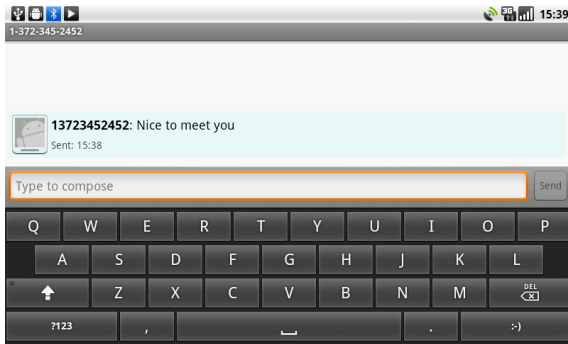 3G
15:39
1-372-345-2452
13723452452: Nice to meet you
Sent: 15:38
Type to compose
Send
Q W E R T Y U I O P
A S D F G H J K L
Z X C V B N M DEL
?123 , . :-)